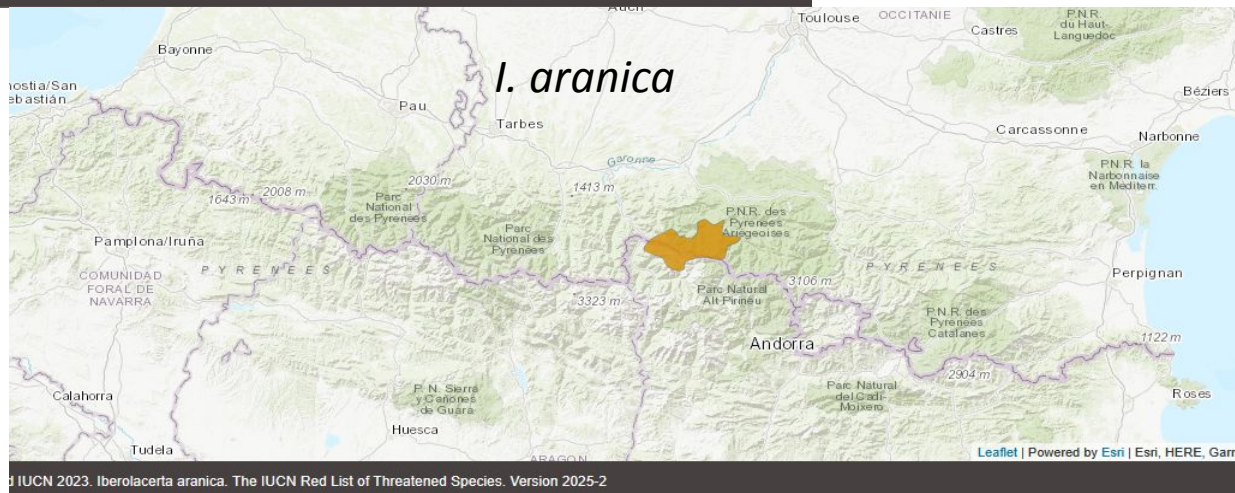 Auch
Toulouse
OCCITANIE
Castres
P.N.R.
du Haut-
Languedoc
Bayonne
I. aranica
nostia/San
ebastián
Pau
Tarbes
Béziers
Carcassonne
Narbonne
Garonne
P.N.R. la
Narbonnaise
en Méditerr.
2030 m
1413 m
2008 m
1643 m
Parc
National
des Pyrénées
Parc
National des
Pyrénées
P.N.R. des
Pyrénées
Ariégeoises
Pamplona/Iruña
PYRENEES
PYRENEES
COMUNIDAD
FORAL DE
NAVARRA
3323 m
Parc Natural
Alt Pirineu
3106 m
Perpignan
P.N.R. des
Pyrénées
Catalanes
Andorra
1122 m
2904 m
Calahorra
P. N. Sierra
y Cañones
de Guara
Parc Natural
del Cadí-
Moixero
Roses
Huesca
Tudela
ARAGON
Leaflet | Powered by Esri | Esri, HERE, Garr
IUCN 2023. Iberolacerta aranica. The IUCN Red List of Threatened Species. Version 2025-2